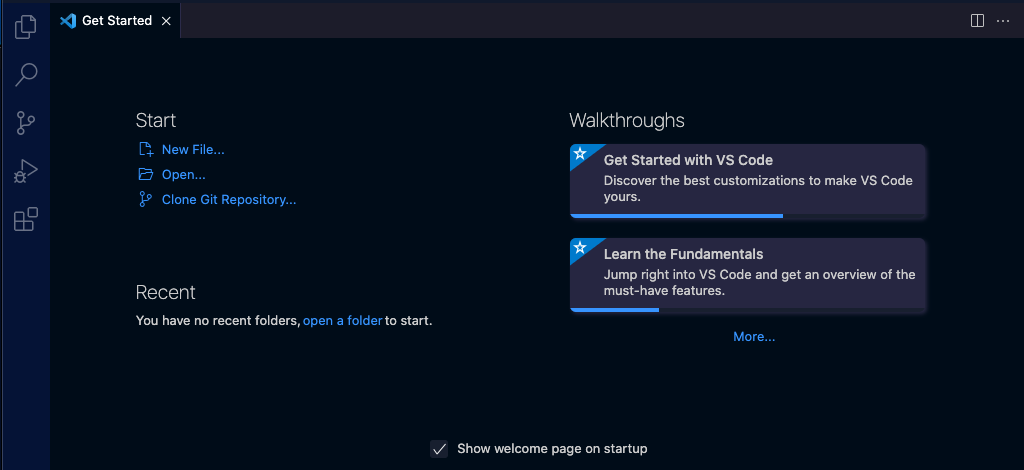 Get Started
Start
New File...
Open...
Clone Git Repository...
Recent
You have no recent folders, open a folder to start.
Walkthroughs
Get Started with VS Code
Discover the best customizations to make VS Code
yours.
Learn the Fundamentals
Jump right into VS Code and get an overview of the
must-have features.
More...
Show welcome page on startup